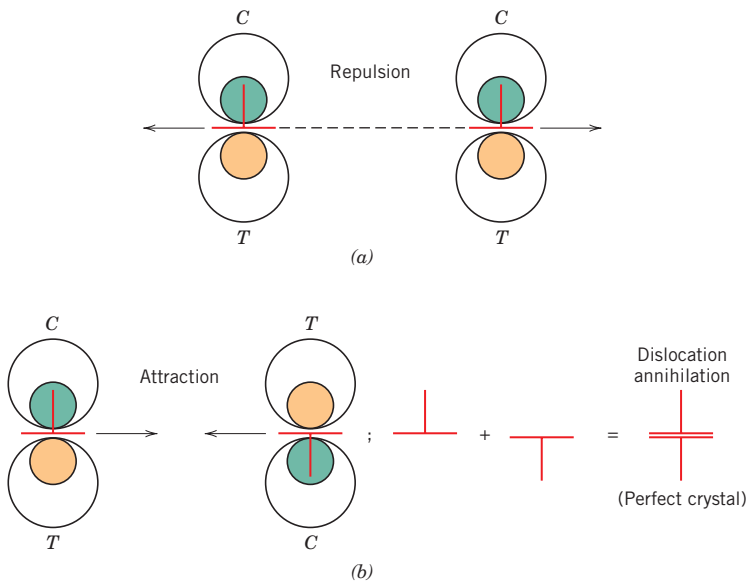 C
C
Repulsion
T
T
(a)
C
T
Attraction
Dislocation
annihilation
; + =
T
C
(Perfect crystal)
(b)